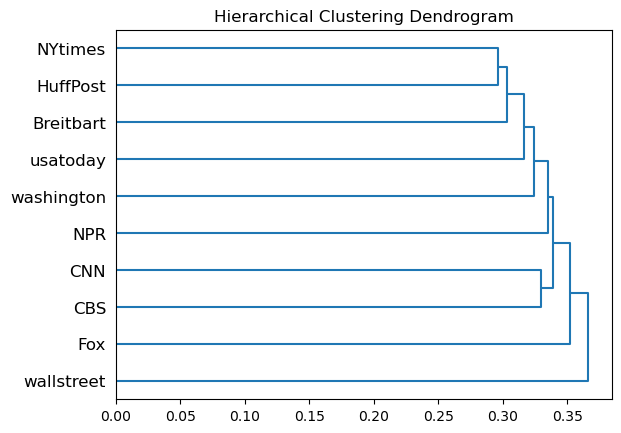 Hierarchical Clustering Dendrogram
NYtimes
HuffPost
Breitbart
usatoday
washington
NPR
CNN
CBS
Fox
wallstreet
0.00 0.05 0.10 0.15 0.20 0.25 0.30 0.35